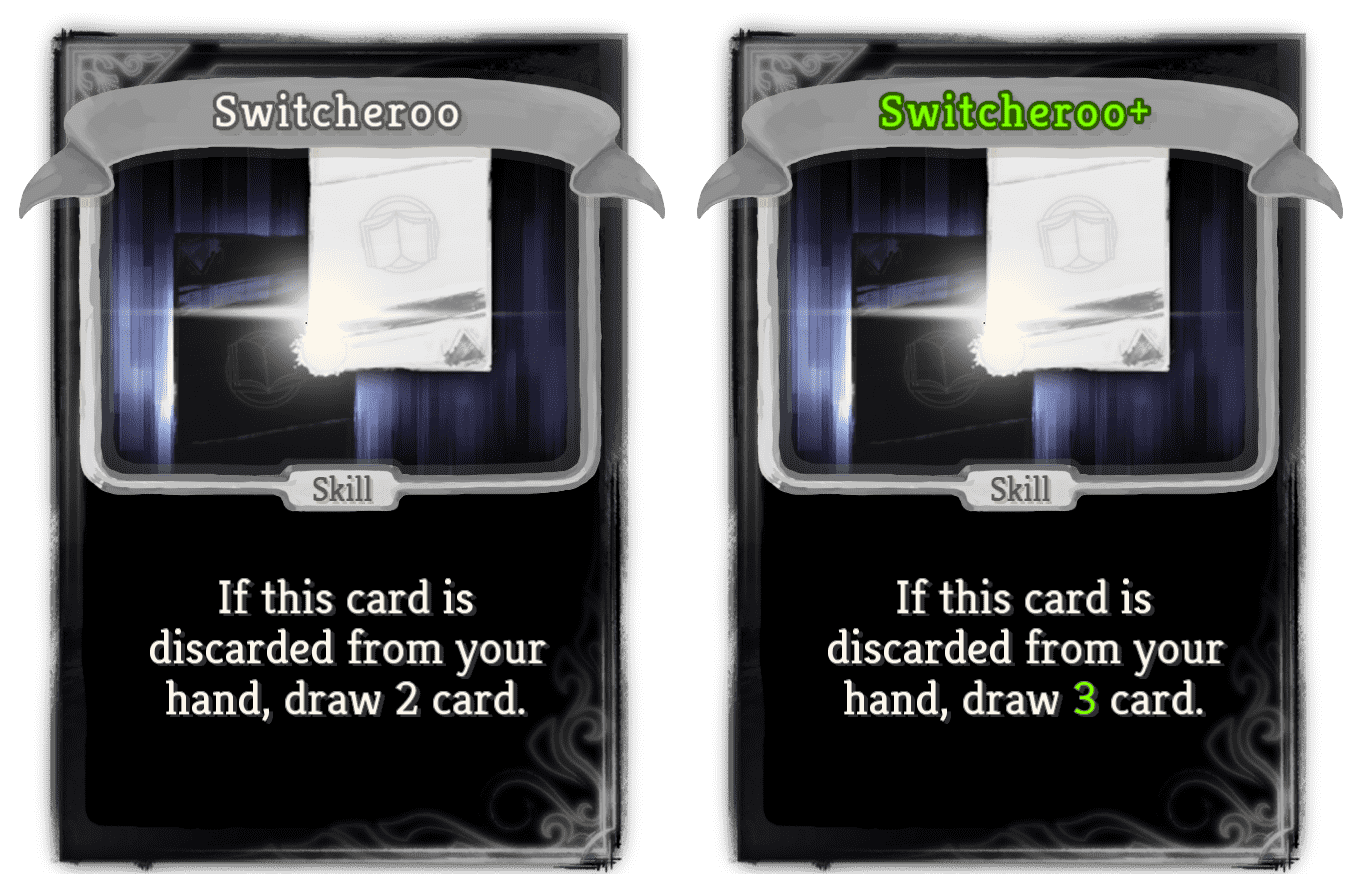 Switcheroo
Skill
If this card is
discarded from your
hand, draw 2 card.
Switcheroo+
Skill
If this card is
discarded from your
hand, draw 3 card.